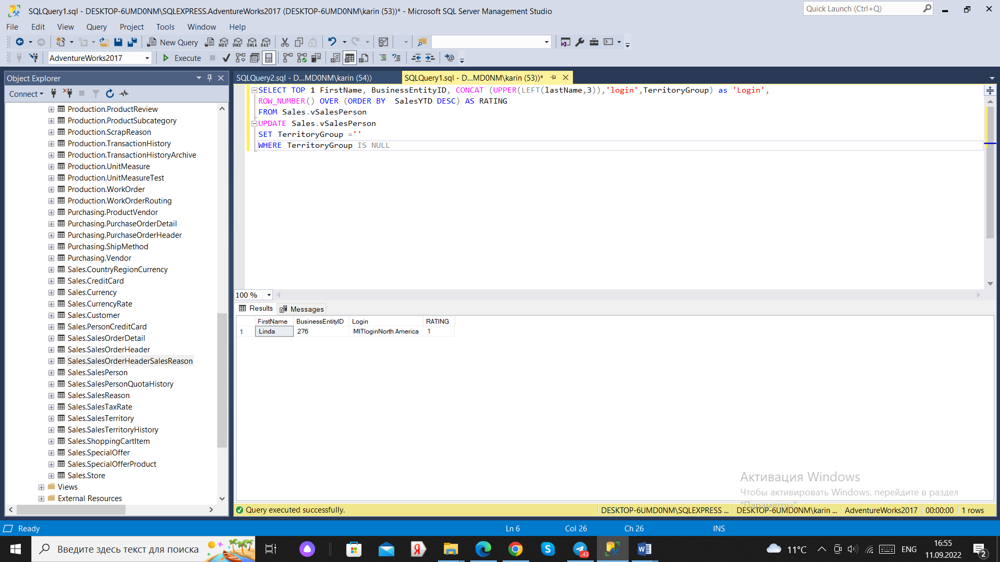 SQLQuery1.sql - DESKTOP-6UMD0NM\SQLEXPRESS.AdventureWorks2017 (DESKTOP-6UMD0NM\karin (53))* - Microsoft SQL Server Management Studio
Quick Launch (Ctrl+Q)
File Edit View Query Project Tools Window Help
New Query
MDX DMX XMLA DAX
AdventureWorks2017
Execute
Object Explorer
Connect
Production.ProductReview
Production.ProductSubcategory
Production.ScrapReason
Production.TransactionHistory
Production.TransactionHistoryArchive
Production.UnitMeasure
Production.UnitMeasureTest
Production.WorkOrder
Production.WorkOrderRouting
Purchasing.ProductVendor
Purchasing.PurchaseOrderDetail
Purchasing.PurchaseOrderHeader
Purchasing.ShipMethod
Purchasing.Vendor
Sales.CountryRegionCurrency
Sales.CreditCard
Sales.Currency
Sales.CurrencyRate
Sales.Customer
Sales.PersonCreditCard
Sales.SalesOrderDetail
Sales.SalesOrderHeader
Sales.SalesOrderHeaderSalesReason
Sales.SalesPerson
Sales.SalesPersonQuotaHistory
Sales.SalesReason
Sales.SalesTaxRate
Sales.SalesTerritory
Sales.SalesTerritoryHistory
Sales.ShoppingCartItem
Sales.SpecialOffer
Sales.SpecialOfferProduct
Sales.Store
Views
External Resources
SQLQuery2.sql - D...MD0NM\karin (54))
SQLQuery1.sql - D...MD0NM\karin (53))*
SELECT TOP 1 FirstName, BusinessEntityID, CONCAT (UPPER(LEFT(lastName,3)),'login',TerritoryGroup) as 'Login',
ROW_NUMBER() OVER (ORDER BY  SalesYTD DESC) AS RATING
FROM Sales.vSalesPerson
UPDATE Sales.vSalesPerson
SET TerritoryGroup =''
WHERE TerritoryGroup IS NULL
100 %
Results Messages
FirstName BusinessEntityID Login RATING
1 Linda 276 MITloginNorth America 1
Активация Windows
Чтобы активировать Windows, перейдите в раздел
"Параметры".
Query executed successfully.
DESKTOP-6UMD0NM\SQLEXPRESS ... DESKTOP-6UMD0NM\karin ... AdventureWorks2017 00:00:00 1 rows
Ready
Ln 6 Col 26 Ch 26 INS
Введите здесь текст для поиска
43
11°C
ENG
16:55
11.09.2022
2